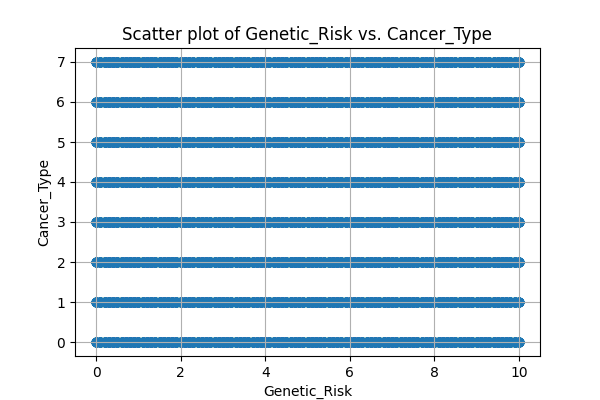 Scatter plot of Genetic_Risk vs. Cancer_Type
7
6
5
4
3
2
1
0
Cancer_Type
0 2 4 6 8 10
Genetic_Risk